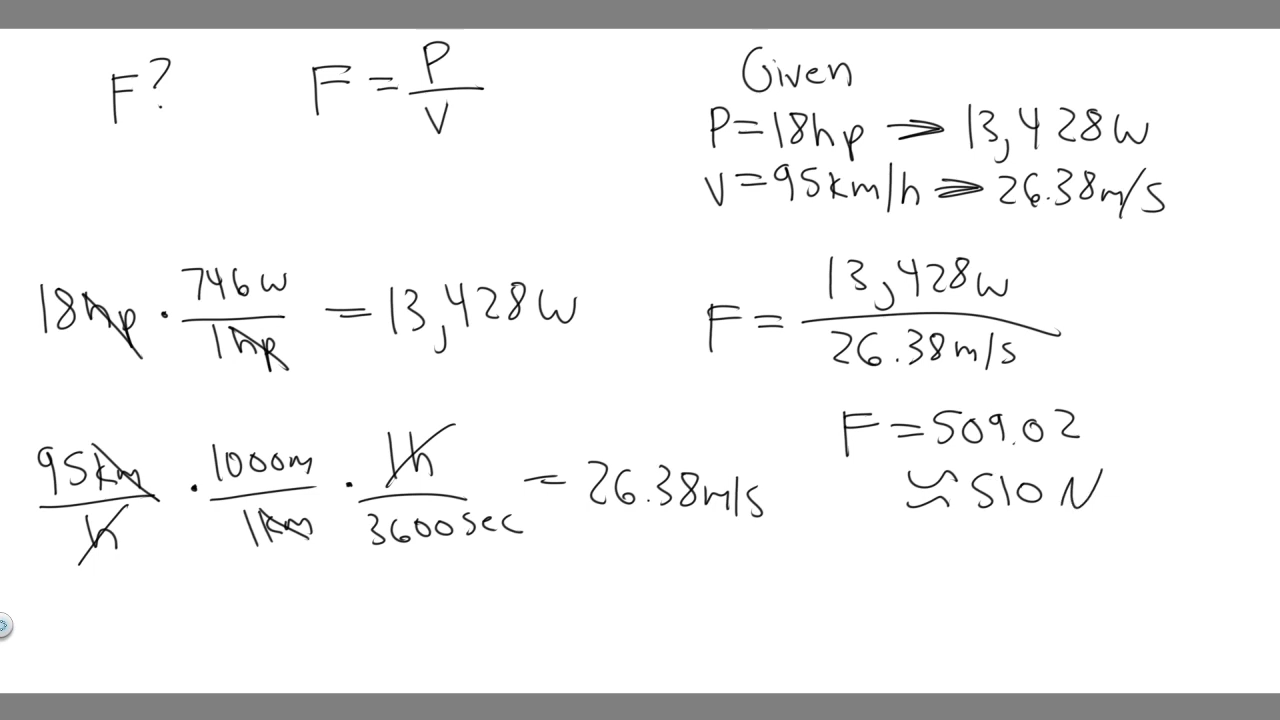 F?
F = P/V
Given
P=18hp ⇒ 13,428w
V=95km/h ⇒ 26.38m/s
18hp · 746w/1hp = 13,428w
F = 13,428w/26.38m/s
95km/h · 1000m/1km · 1h/3600sec = 26.38m/s
F = 509.02
≈ 510 N